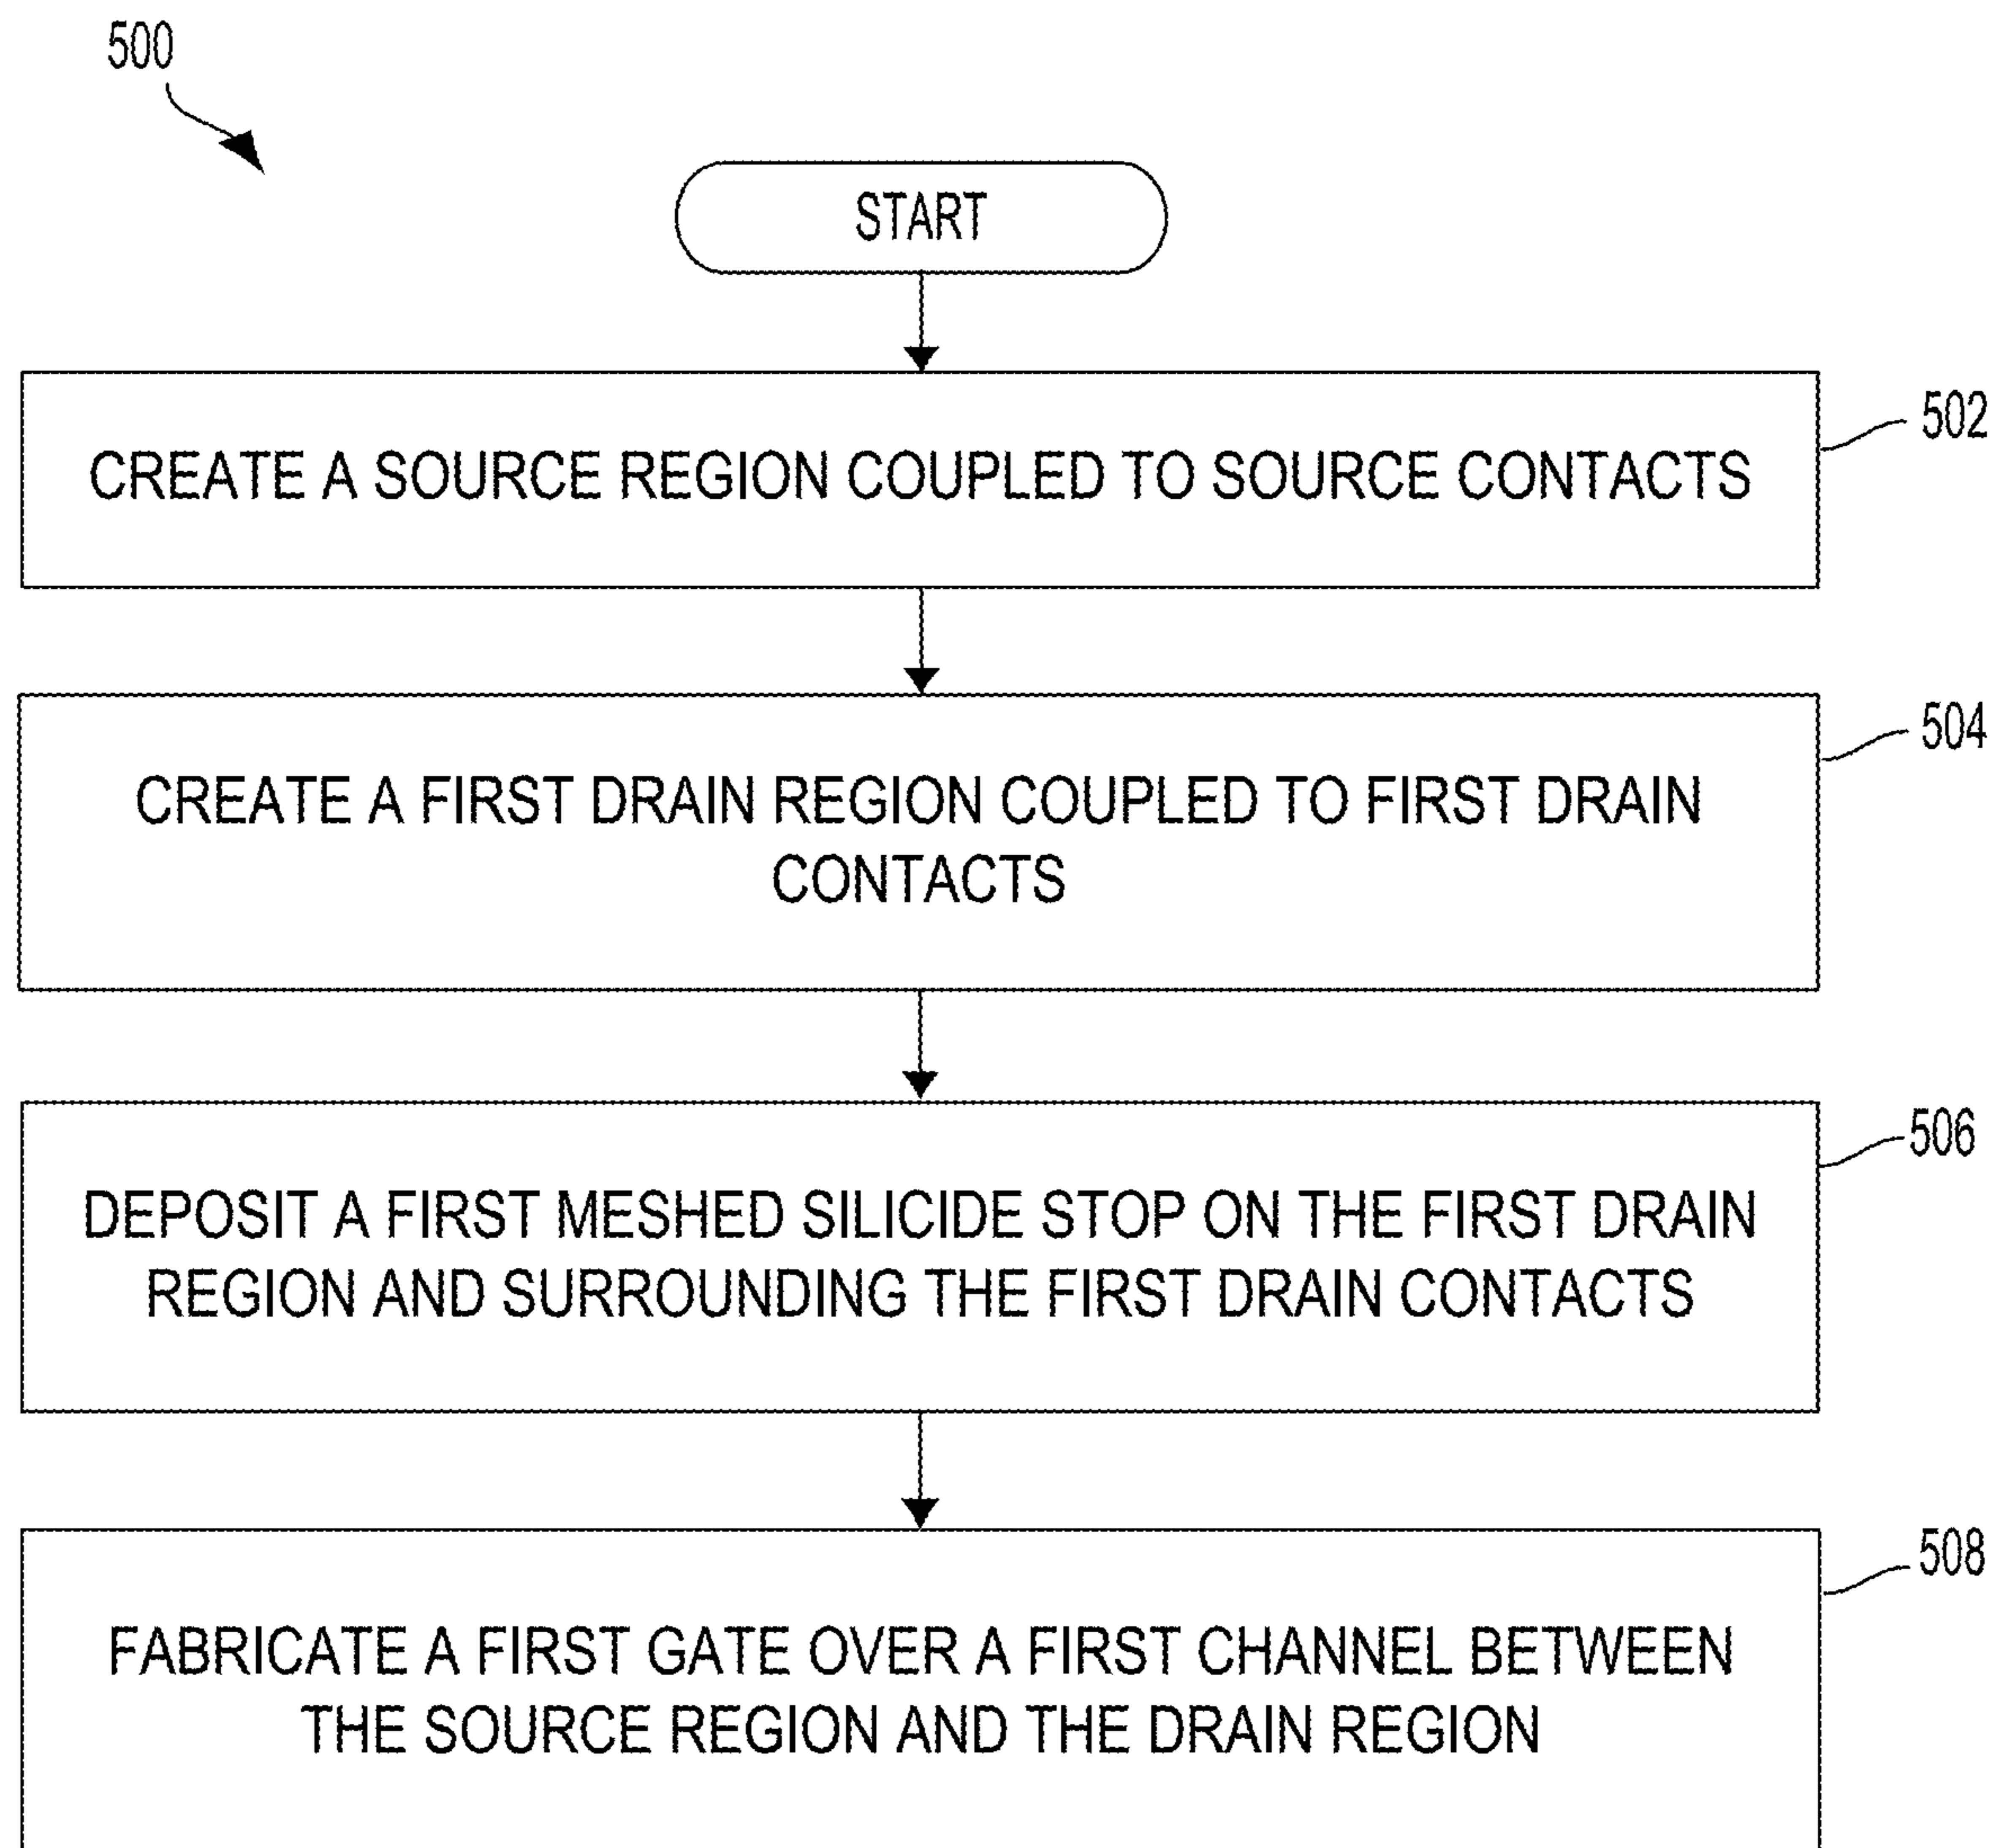 500
START
CREATE A SOURCE REGION COUPLED TO SOURCE CONTACTS
502
CREATE A FIRST DRAIN REGION COUPLED TO FIRST DRAIN
CONTACTS
504
DEPOSIT A FIRST MESHED SILICIDE STOP ON THE FIRST DRAIN
REGION AND SURROUNDING THE FIRST DRAIN CONTACTS
506
FABRICATE A FIRST GATE OVER A FIRST CHANNEL BETWEEN
THE SOURCE REGION AND THE DRAIN REGION
508